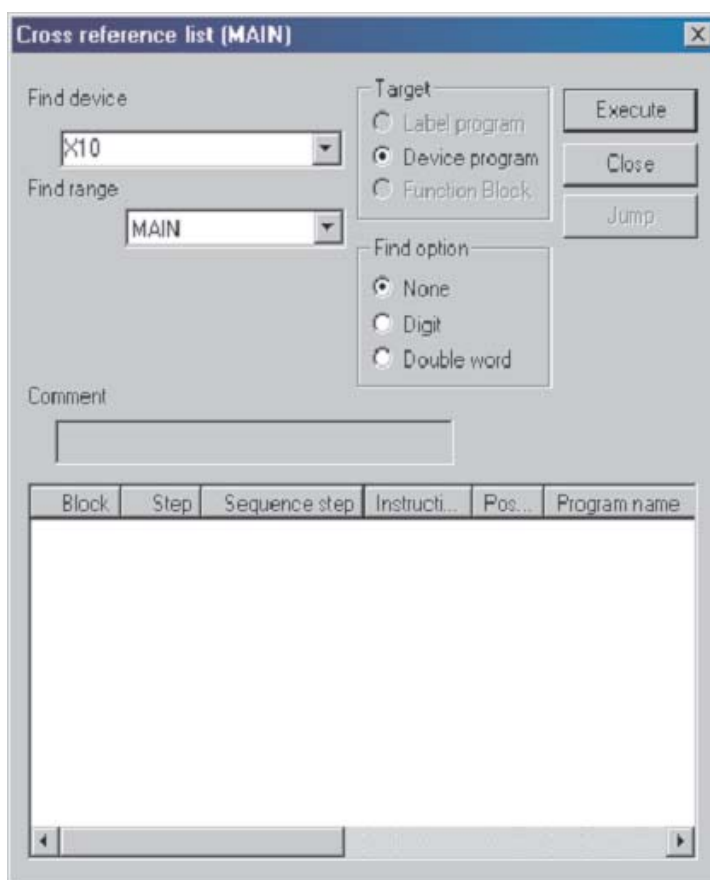 Cross reference list (MAIN)
Find device
X10
Find range
MAIN
Target
Label program
Device program
Function Block
Find option
None
Digit
Double word
Execute
Close
Jump
Comment
Block Step Sequence step Instructi... Pos... Program name